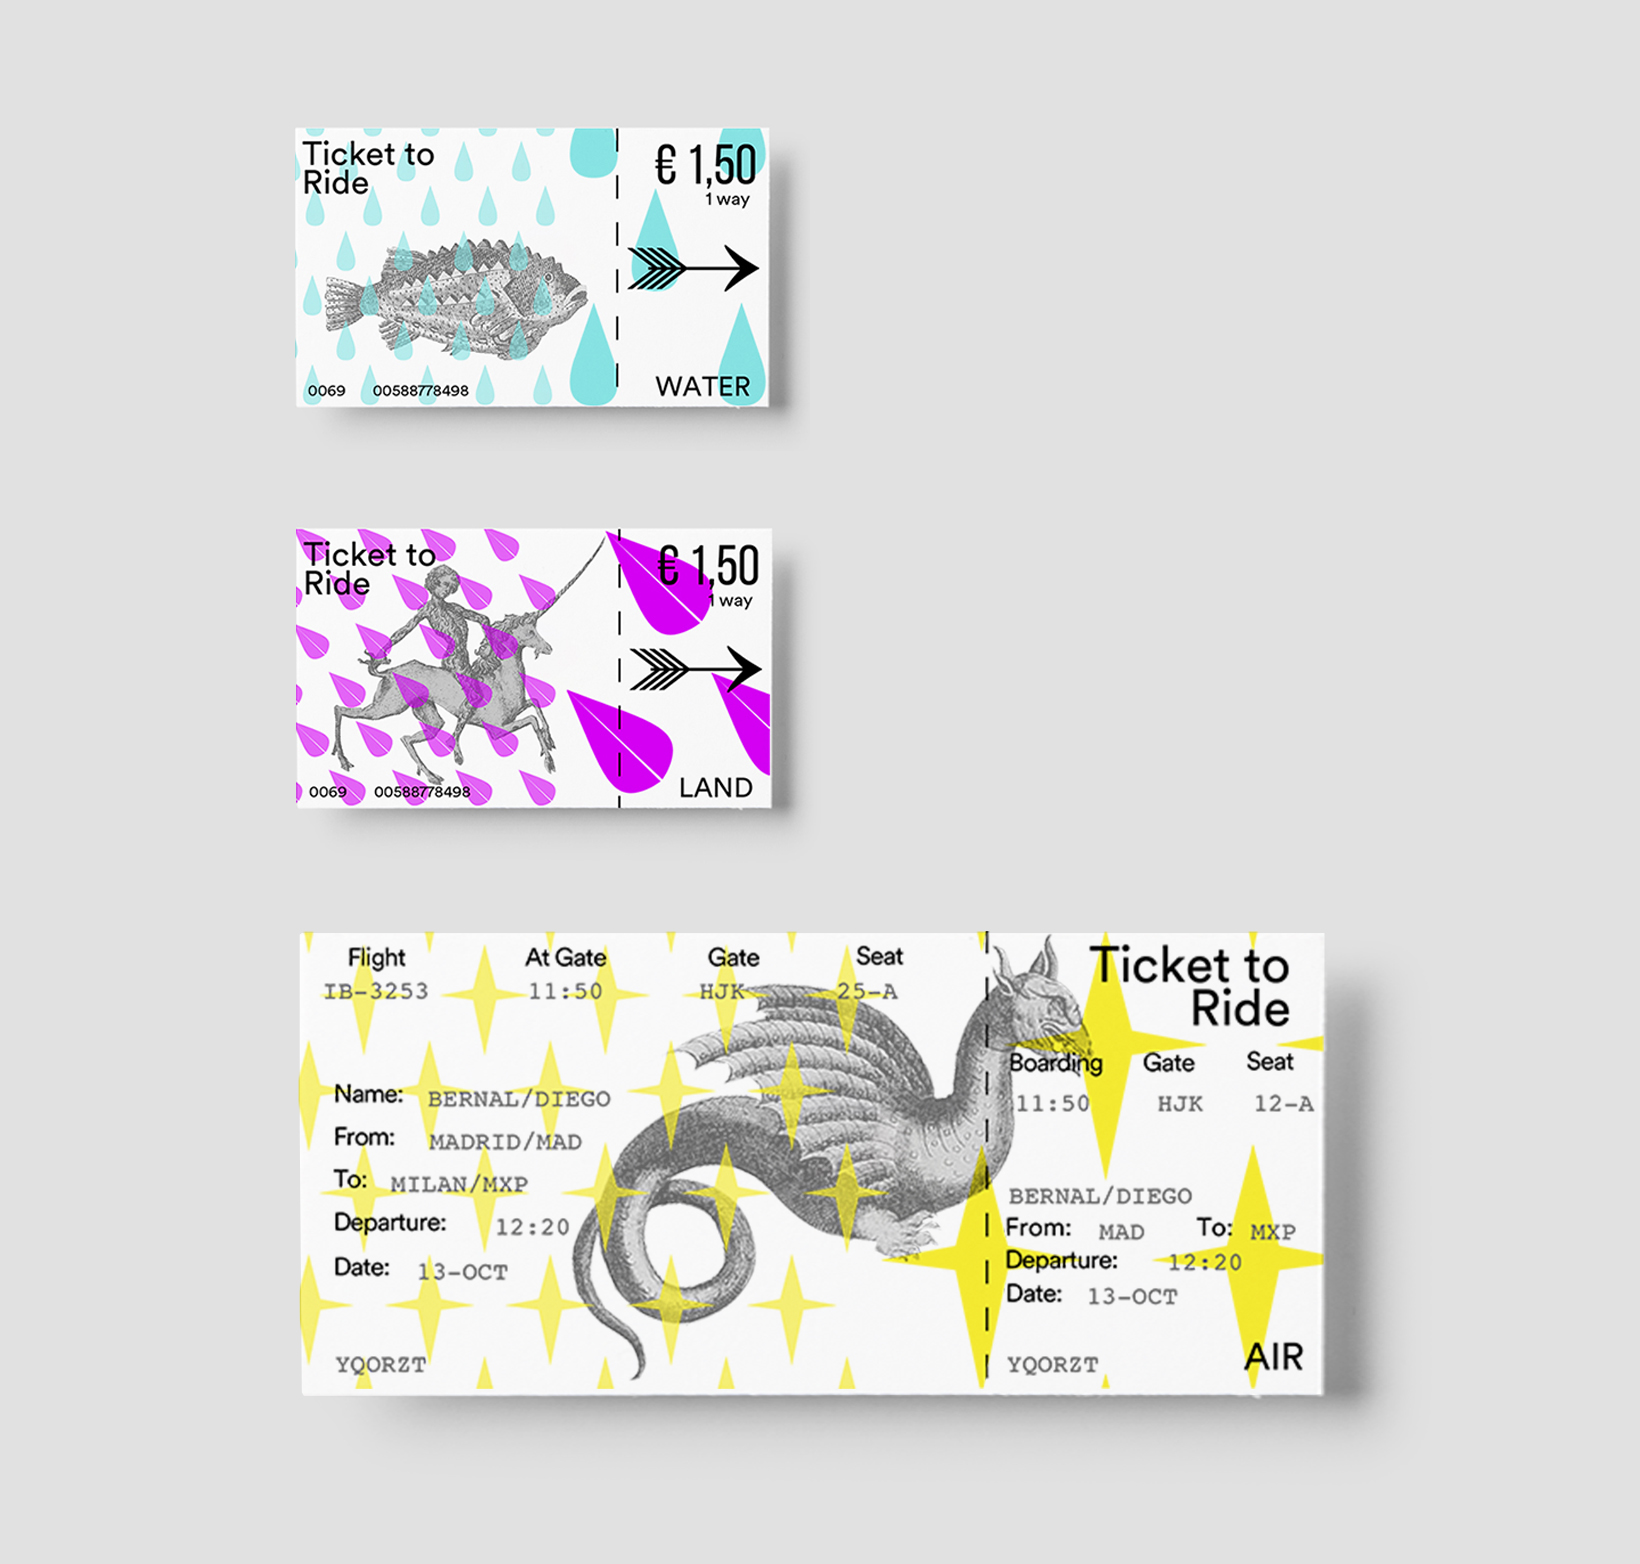 Ticket to
Ride
€ 1,50
1 way
0069 00588778498
WATER
Ticket to
Ride
€ 1,50
1 way
0069 00588778498
LAND
Flight At Gate Gate Seat
IB-3253 11:50 HJK 25-A
Name: BERNAL/DIEGO
From: MADRID/MAD
To: MILAN/MXP
Departure: 12:20
Date: 13-OCT
YQORZT
Ticket to
Ride
Boarding Gate Seat
11:50 HJK 12-A
BERNAL/DIEGO
From: MAD To: MXP
Departure: 12:20
Date: 13-OCT
YQORZT AIR